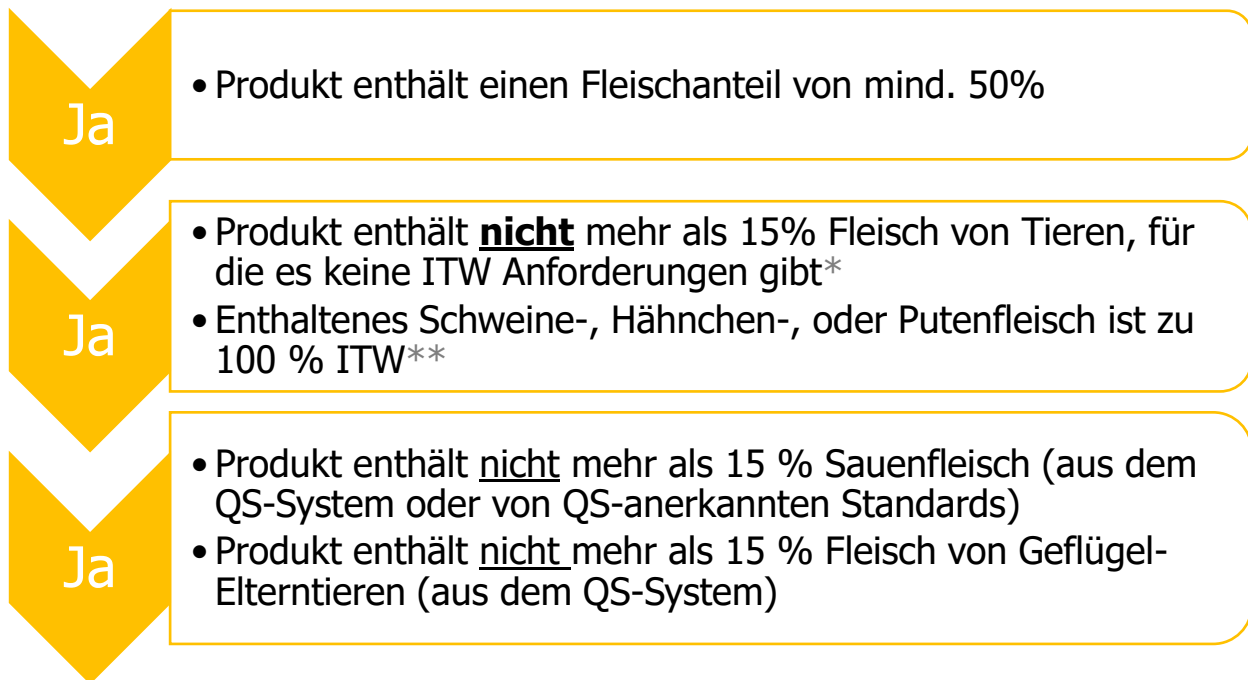 Ja
• Produkt enthält einen Fleischanteil von mind. 50%
Ja
• Produkt enthält nicht mehr als 15% Fleisch von Tieren, für
die es keine ITW Anforderungen gibt*
• Enthaltenes Schweine-, Hähnchen-, oder Putenfleisch ist zu
100 % ITW**
Ja
• Produkt enthält nicht mehr als 15 % Sauenfleisch (aus dem
QS-System oder von QS-anerkannten Standards)
• Produkt enthält nicht mehr als 15 % Fleisch von Geflügel-
Elterntieren (aus dem QS-System)